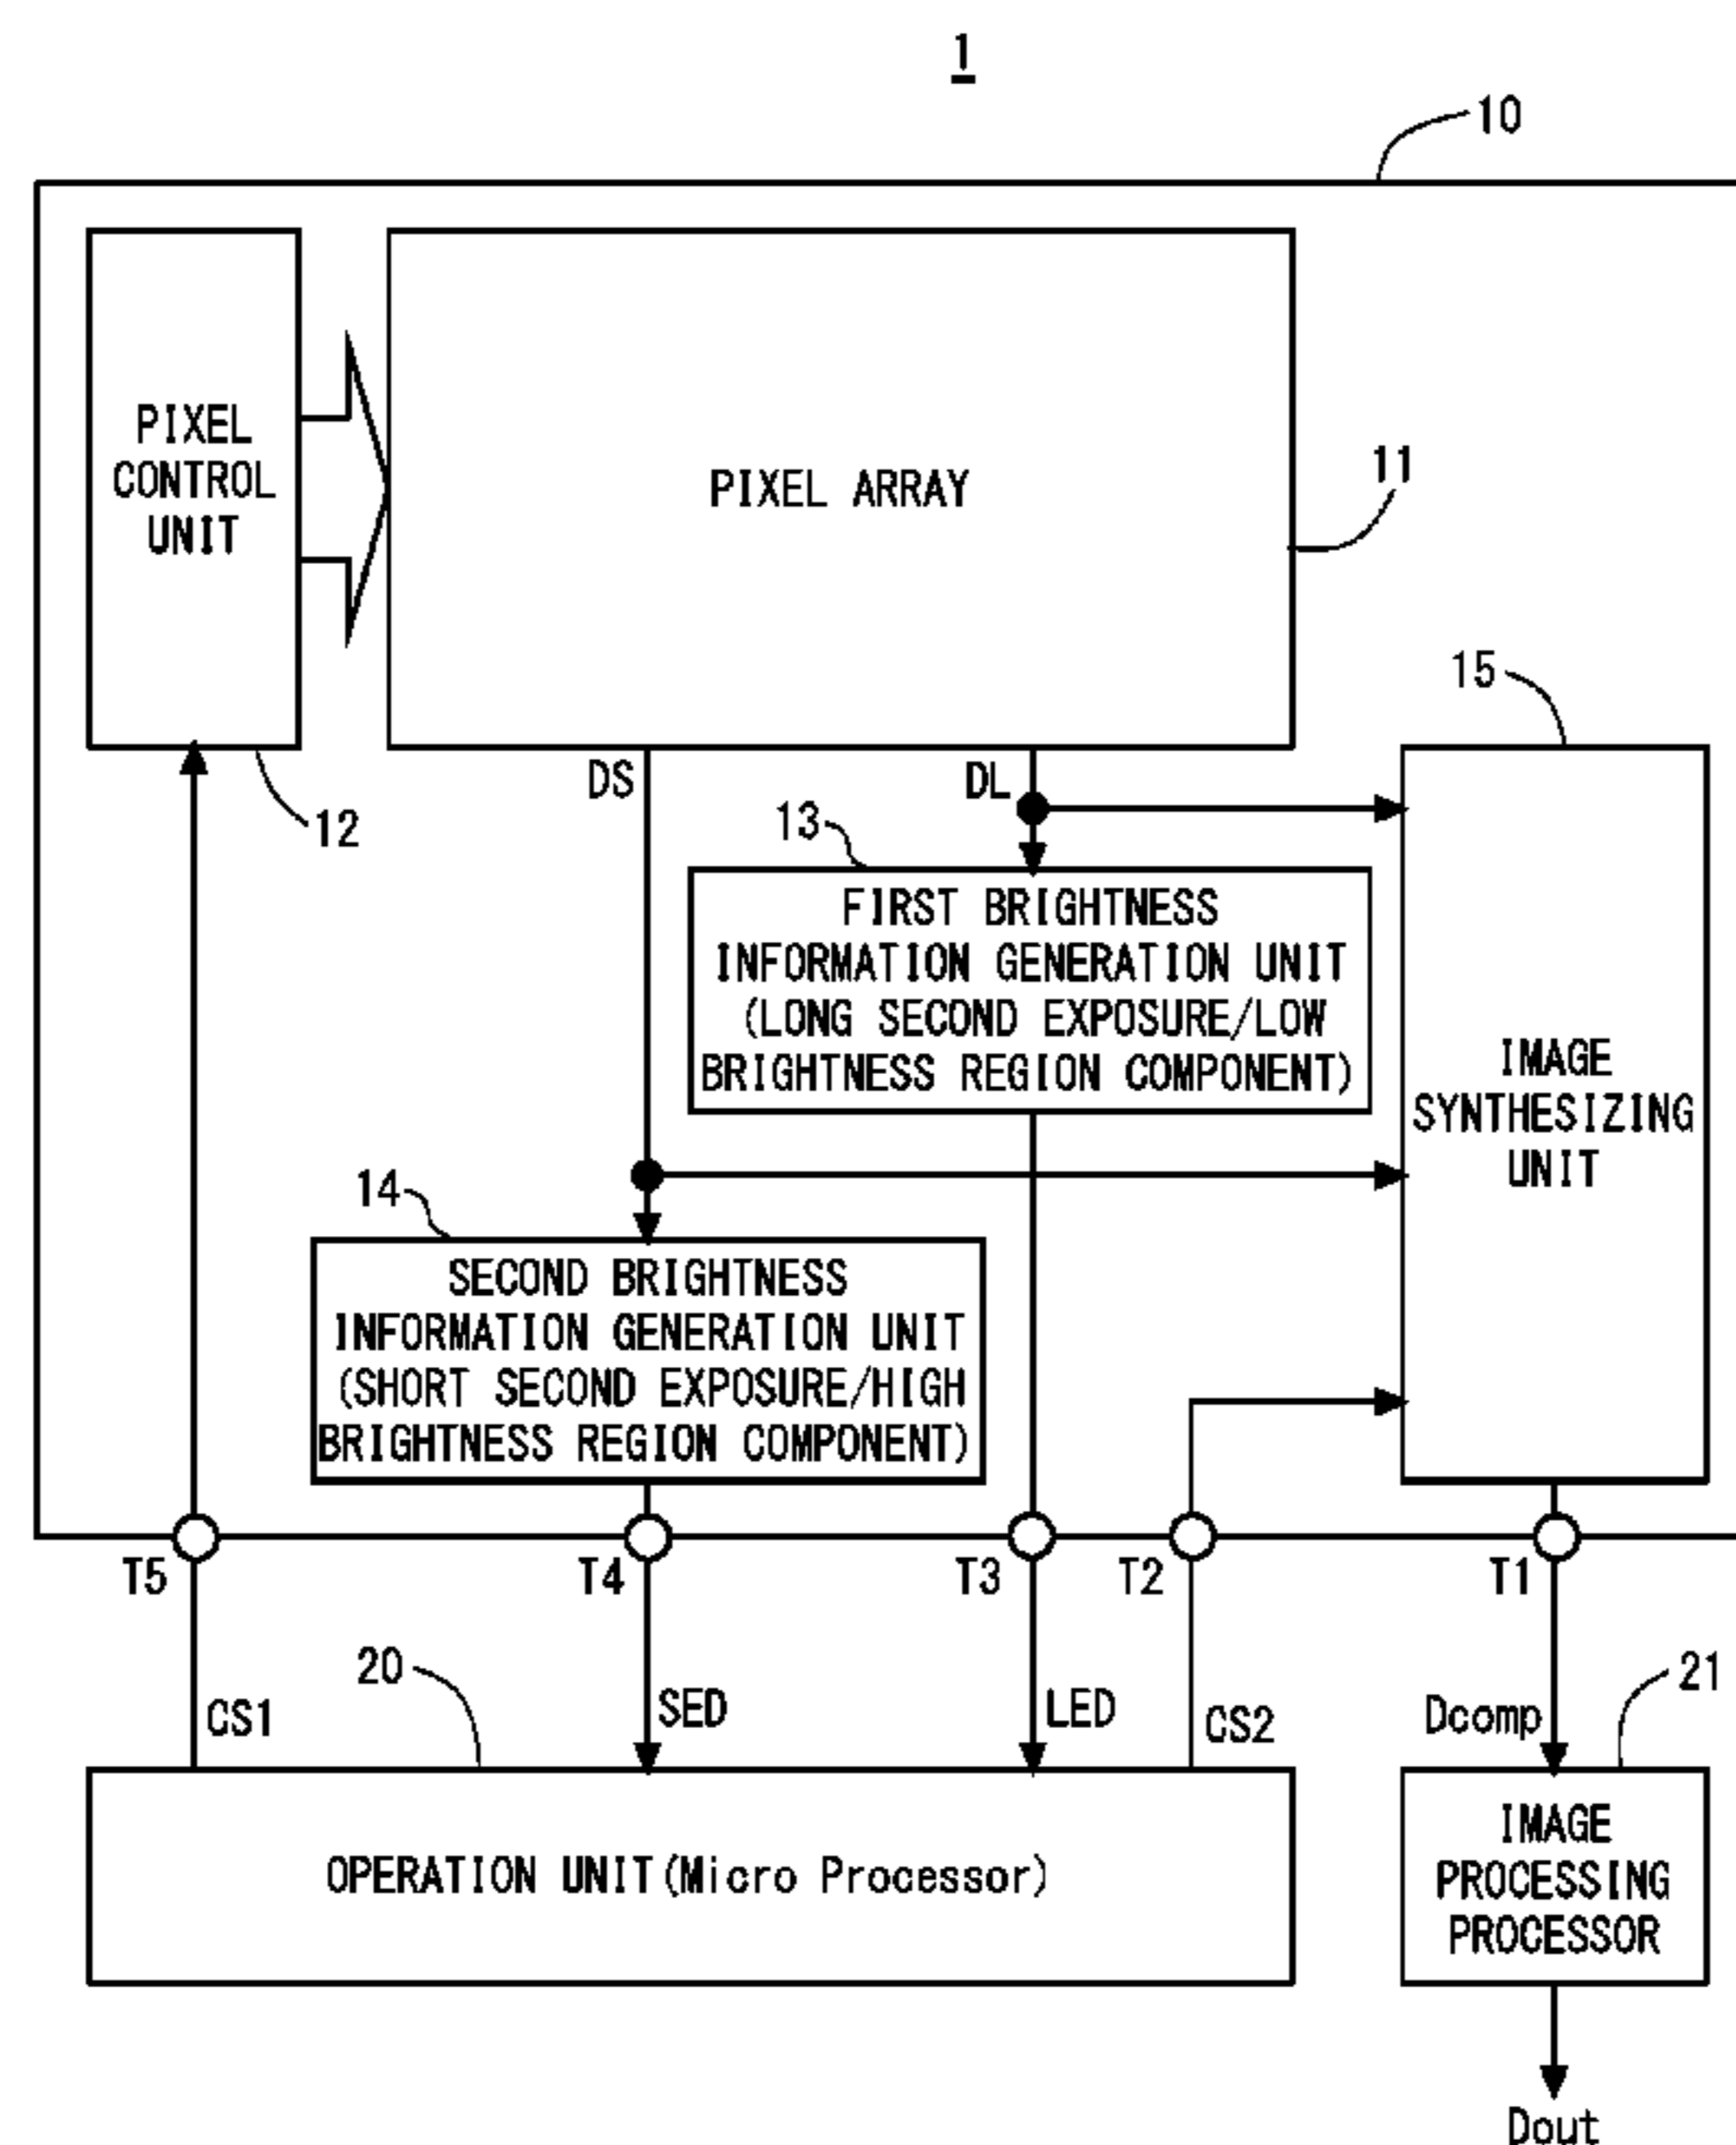 1
10
PIXEL
CONTROL
UNIT
PIXEL ARRAY
11
12
DS
DL
15
13
FIRST BRIGHTNESS
INFORMATION GENERATION UNIT
(LONG SECOND EXPOSURE/LOW
BRIGHTNESS REGION COMPONENT)
IMAGE
SYNTHESIZING
UNIT
14
SECOND BRIGHTNESS
INFORMATION GENERATION UNIT
(SHORT SECOND EXPOSURE/HIGH
BRIGHTNESS REGION COMPONENT)
T5
T4
T3
T2
T1
20
21
CS1
SED
LED
CS2
Dcomp
OPERATION UNIT(Micro Processor)
IMAGE
PROCESSING
PROCESSOR
Dout